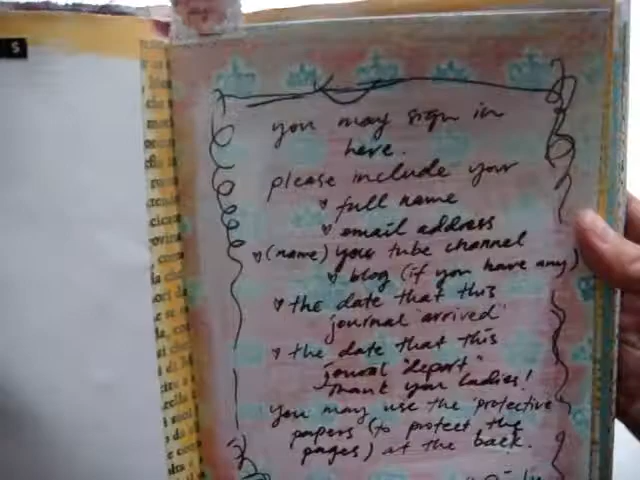 S
you may sign in
here.
please include your
♥ full name
♥ email address
♥ (name) you tube channel
♥ blog (if you have any)
♥ the date that this
journal "arrived"
♥ the date that this
jounal "depart"
Thank you ladies!
you may use the protective
papers (to protect the
pages) at the back.